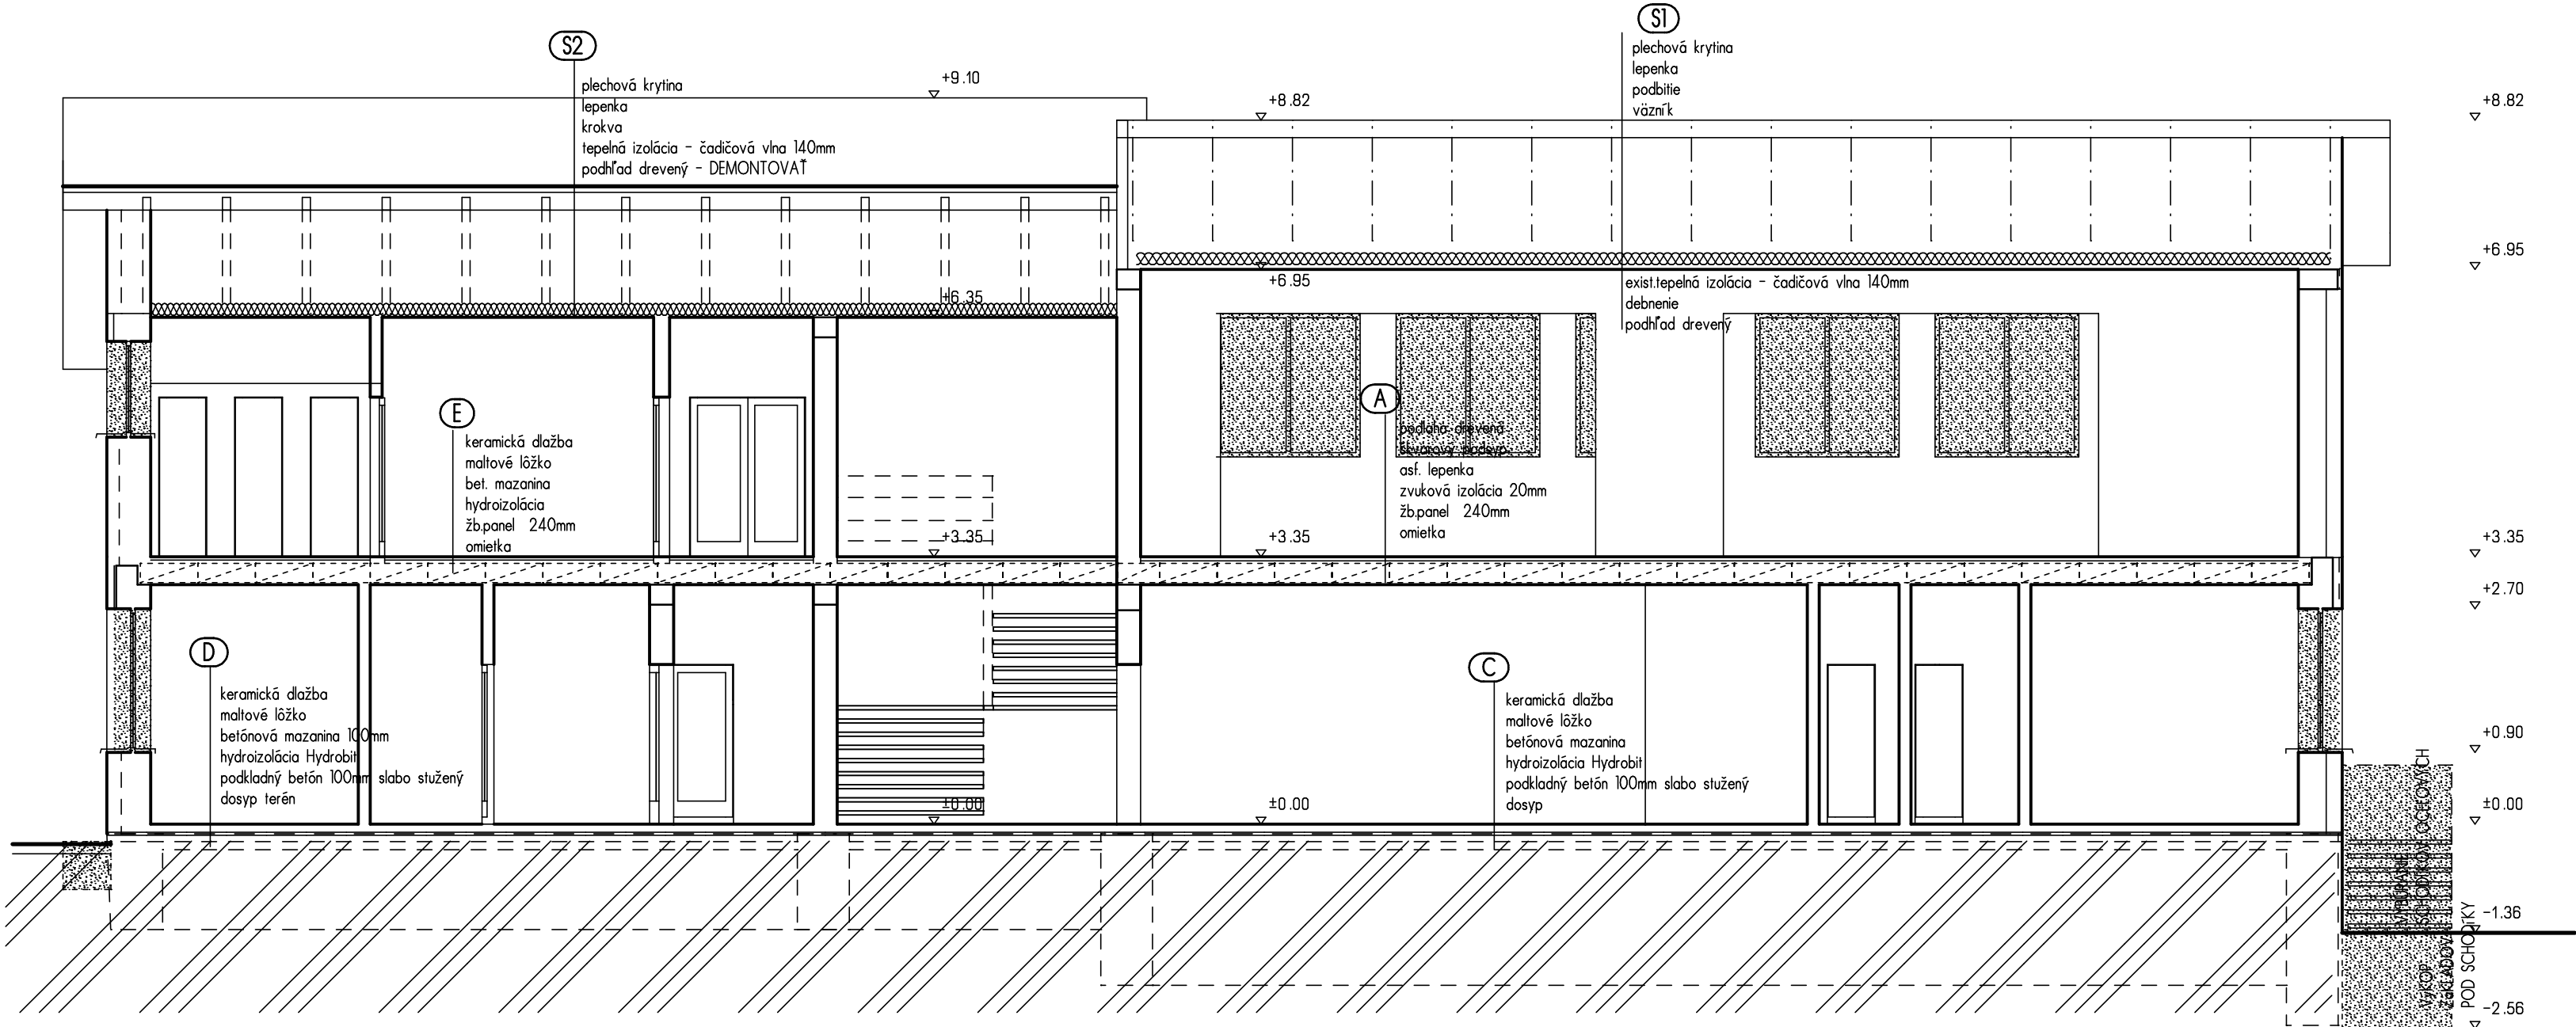 S2
plechová krytina
lepenka
krokva
tepelná izolácia - čadičová vlna 140mm
podhľad drevený - DEMONTOVAŤ
+9.10
+8.82
S1
plechová krytina
lepenka
podbitie
väzník
+8.82
+6.95
+6.35
+6.95
exist.tepelná izolácia - čadičová vlna 140mm
debnenie
podhľad drevený
E
keramická dlažba
maltové lôžko
bet. mazanina
hydroizolácia
žb.panel 240mm
omietka
A
podlaha drevená
škvarový podsyp
asf. lepenka
zvuková izolácia 20mm
žb.panel 240mm
omietka
+3.35
+3.35
+3.35
+2.70
D
keramická dlažba
maltové lôžko
betónová mazanina 100mm
hydroizolácia Hydrobit
podkladný betón 100mm slabo stužený
dosyp terén
C
keramická dlažba
maltové lôžko
betónová mazanina
hydroizolácia Hydrobit
podkladný betón 100mm slabo stužený
dosyp
+0.90
±0.00
±0.00
±0.00
VYBÚRANIE
SCHODÍKOV OCEĽOVÝCH
-1.36
VÝKOP
POD SCHODÍKY
-2.56